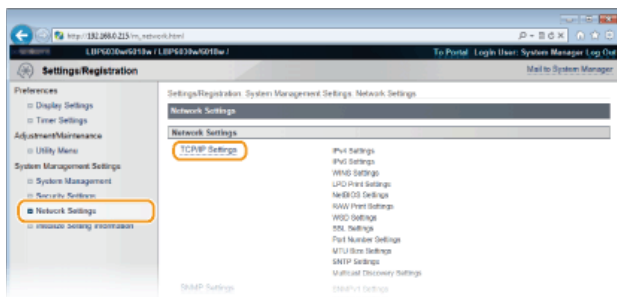 http://192.168.0.215/m_network.html
LBP6030w/6018w / LBP6030w/6018w /
To Portal Login User: System Manager Log Out
Settings/Registration
Mail to System Manager
Preferences
Display Settings
Timer Settings
Adjustment/Maintenance
Utility Menu
System Management Settings
System Management
Security Settings
Network Settings
Initialize Setting Information
Settings/Registration: System Management Settings: Network Settings
Network Settings
Network Settings
TCP/IP Settings
IPv4 Settings
IPv6 Settings
WINS Settings
LPD Print Settings
NetBIOS Settings
RAW Print Settings
WSD Settings
SSL Settings
Port Number Settings
MTU Size Settings
SNTP Settings
Multicast Discovery Settings
SNMP Settings
SNMPv1 Settings